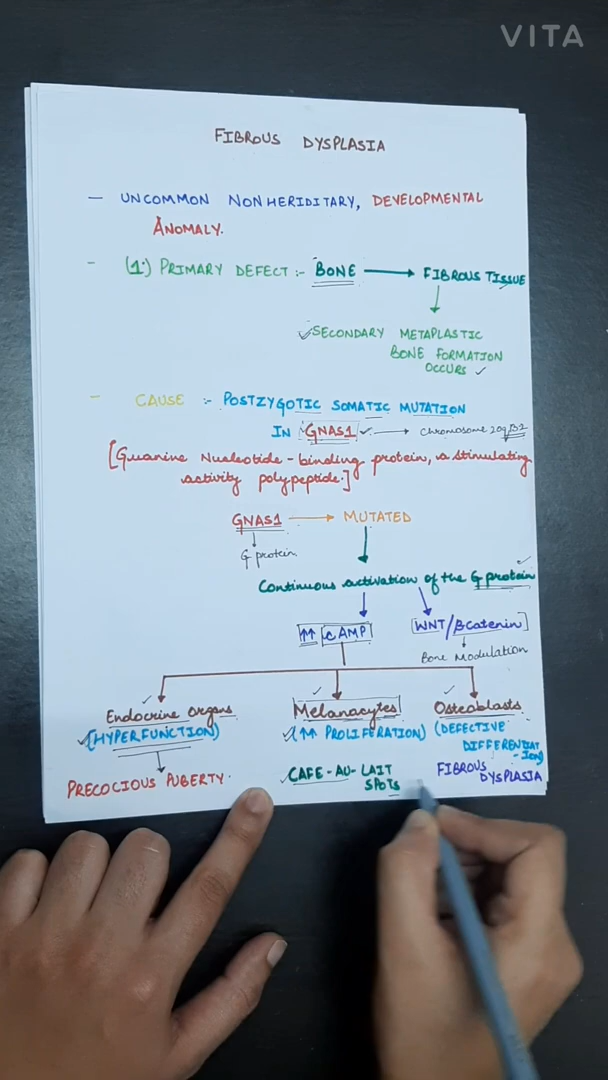 VITA
FIBROUS DYSPLASIA
- UNCOMMON NONHERIDITARY, DEVELOPMENTAL
ANOMALY.
- (1.) PRIMARY DEFECT :- BONE → FIBROUS TISSUE
SECONDARY METAPLASTIC
BONE FORMATION
OCCURS
- CAUSE :- POSTZYGOTIC SOMATIC MUTATION
IN GNAS1 → Chromosome 20q
[Guanine Nucleotide-binding protein, α stimulating
activity polypeptide.]
GNAS1 → MUTATED
G protein
Continuous activation of the G protein
↑↑ cAMP
WNT/βcatenin]
Bone Modulation
Endocrine organs
Melanocytes
Osteoblasts
(HYPERFUNCTION)
(↑↑ PROLIFERATION)
(DEFECTIVE
DIFFERENTIAT
-ION)
PRECOCIOUS PUBERTY.
CAFE-AU-LAIT
SPOTS
FIBROUS
DYSPLASIA